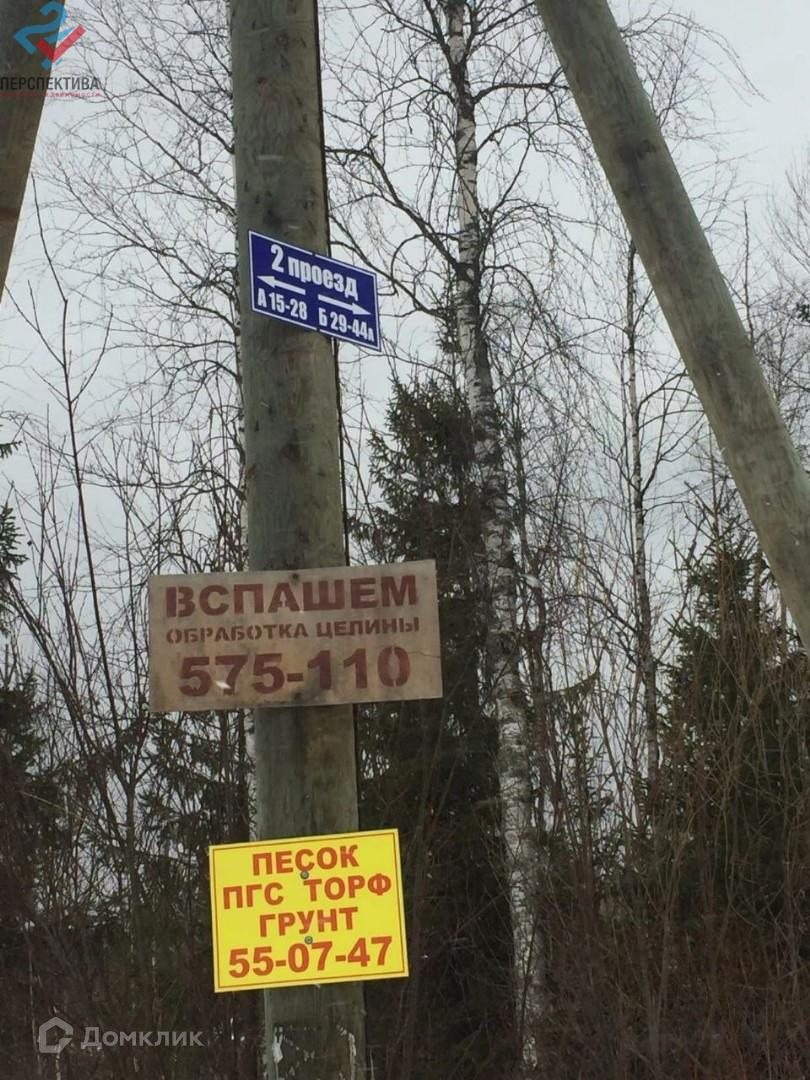 ПЕРСПЕКТИВА
2 проезд
А 15-28 Б 29-44А
ВСПАШЕМ
ОБРАБОТКА ЦЕЛИНЫ
575-110
ПЕСОК
ПГС ТОРФ
ГРУНТ
55-07-47
Домклик